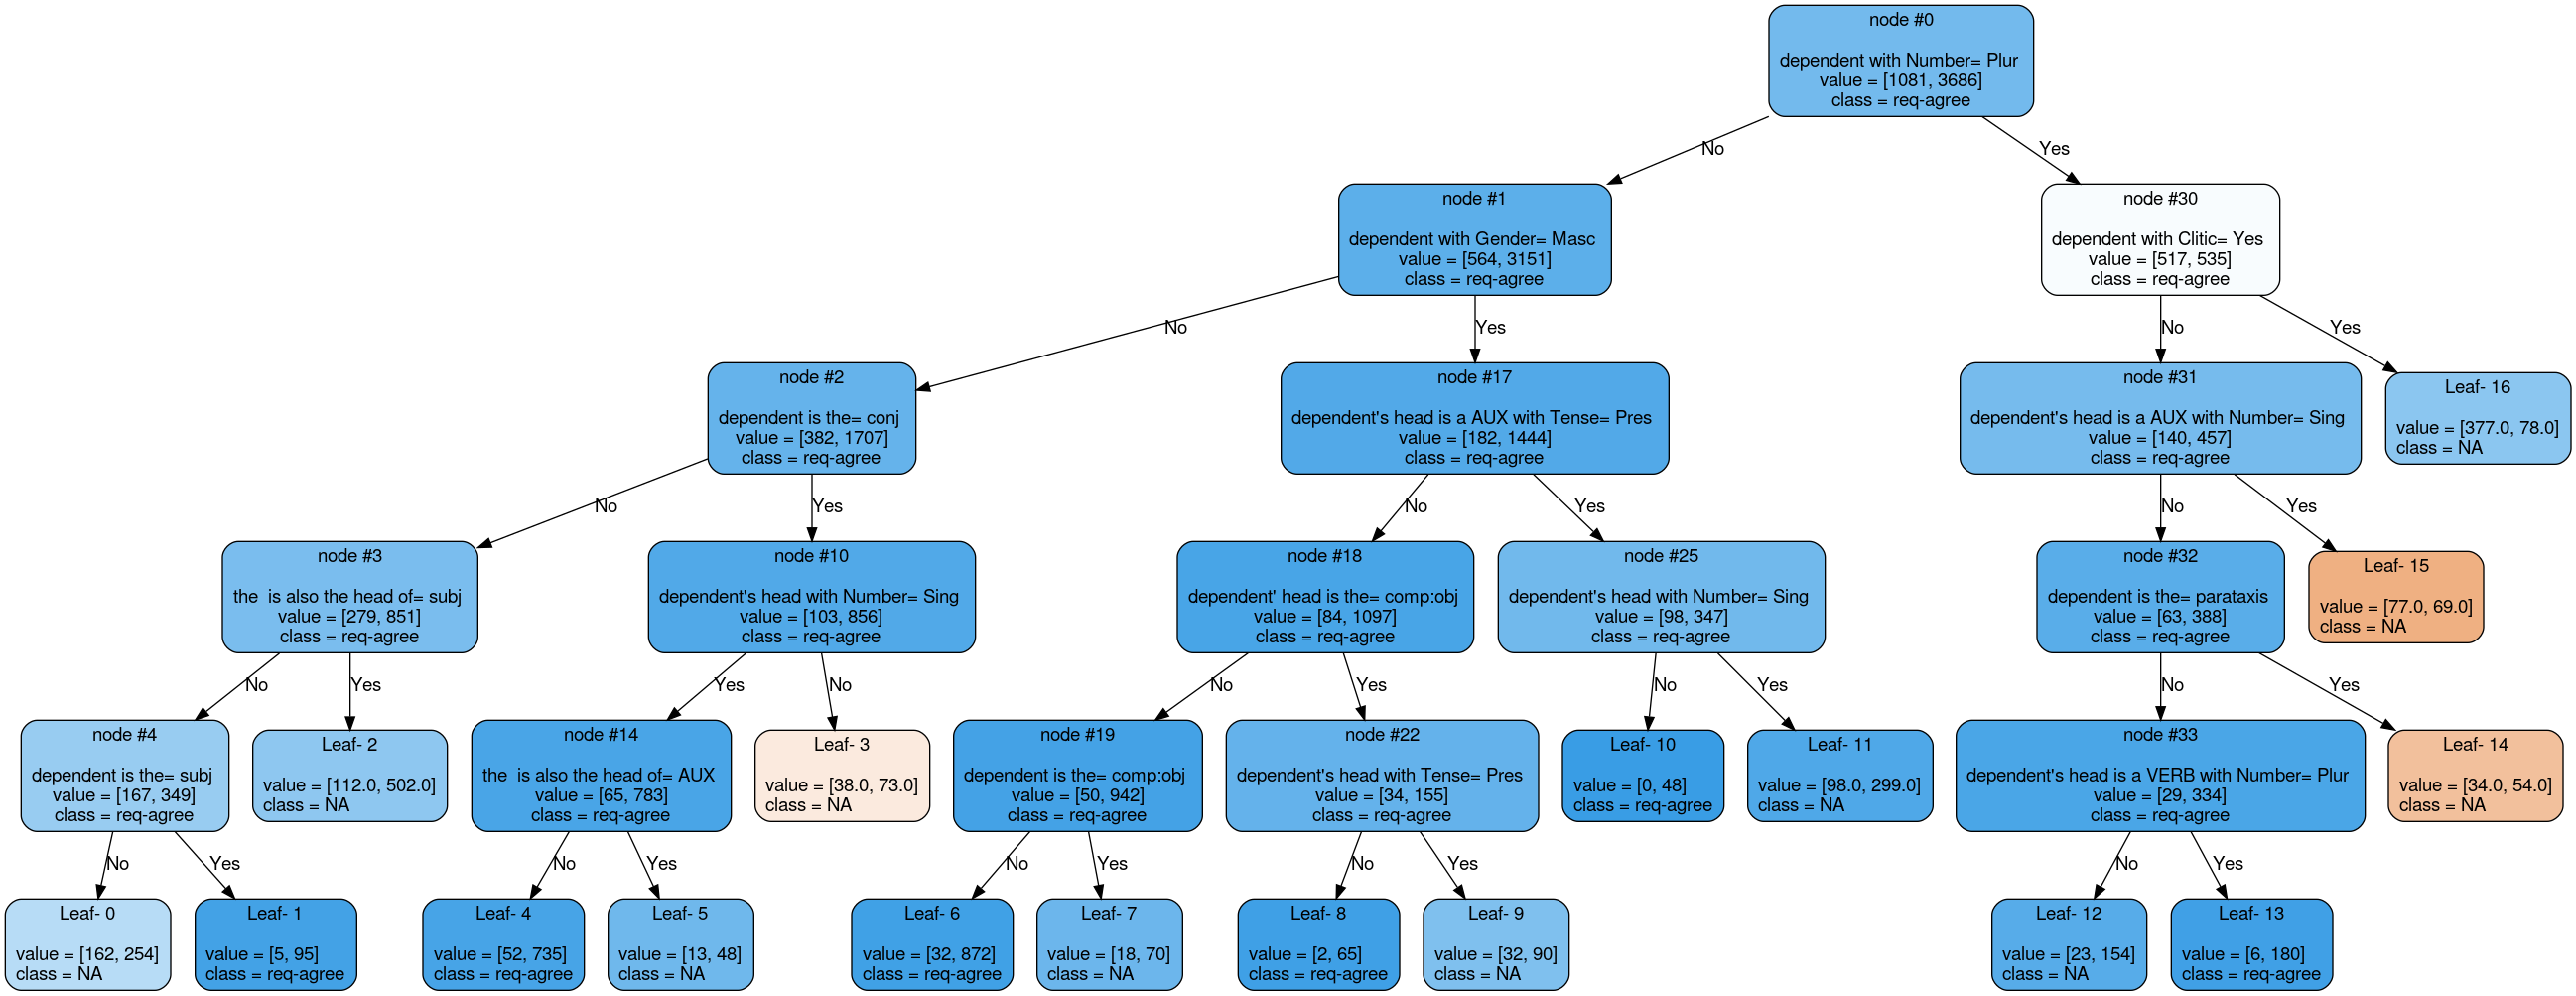 node #0
dependent with Number= Plur
value = [1081, 3686]
class = req-agree
No
Yes
node #1
dependent with Gender= Masc
value = [564, 3151]
class = req-agree
node #30
dependent with Clitic= Yes
value = [517, 535]
class = req-agree
No
Yes
No
Yes
node #2
dependent is the= conj
value = [382, 1707]
class = req-agree
node #17
dependent's head is a AUX with Tense= Pres
value = [182, 1444]
class = req-agree
node #31
dependent's head is a AUX with Number= Sing
value = [140, 457]
class = req-agree
Leaf- 16
value = [377.0, 78.0]
class = NA
No
Yes
No
Yes
No
Yes
node #3
the  is also the head of= subj
value = [279, 851]
class = req-agree
node #10
dependent's head with Number= Sing
value = [103, 856]
class = req-agree
node #18
dependent' head is the= comp:obj
value = [84, 1097]
class = req-agree
node #25
dependent's head with Number= Sing
value = [98, 347]
class = req-agree
node #32
dependent is the= parataxis
value = [63, 388]
class = req-agree
Leaf- 15
value = [77.0, 69.0]
class = NA
No
Yes
Yes
No
No
Yes
No
Yes
No
Yes
node #4
dependent is the= subj
value = [167, 349]
class = req-agree
Leaf- 2
value = [112.0, 502.0]
class = NA
node #14
the  is also the head of= AUX
value = [65, 783]
class = req-agree
Leaf- 3
value = [38.0, 73.0]
class = NA
node #19
dependent is the= comp:obj
value = [50, 942]
class = req-agree
node #22
dependent's head with Tense= Pres
value = [34, 155]
class = req-agree
Leaf- 10
value = [0, 48]
class = req-agree
Leaf- 11
value = [98.0, 299.0]
class = NA
node #33
dependent's head is a VERB with Number= Plur
value = [29, 334]
class = req-agree
Leaf- 14
value = [34.0, 54.0]
class = NA
No
Yes
No
Yes
No
Yes
No
Yes
No
Yes
Leaf- 0
value = [162, 254]
class = NA
Leaf- 1
value = [5, 95]
class = req-agree
Leaf- 4
value = [52, 735]
class = req-agree
Leaf- 5
value = [13, 48]
class = NA
Leaf- 6
value = [32, 872]
class = req-agree
Leaf- 7
value = [18, 70]
class = NA
Leaf- 8
value = [2, 65]
class = req-agree
Leaf- 9
value = [32, 90]
class = NA
Leaf- 12
value = [23, 154]
class = NA
Leaf- 13
value = [6, 180]
class = req-agree